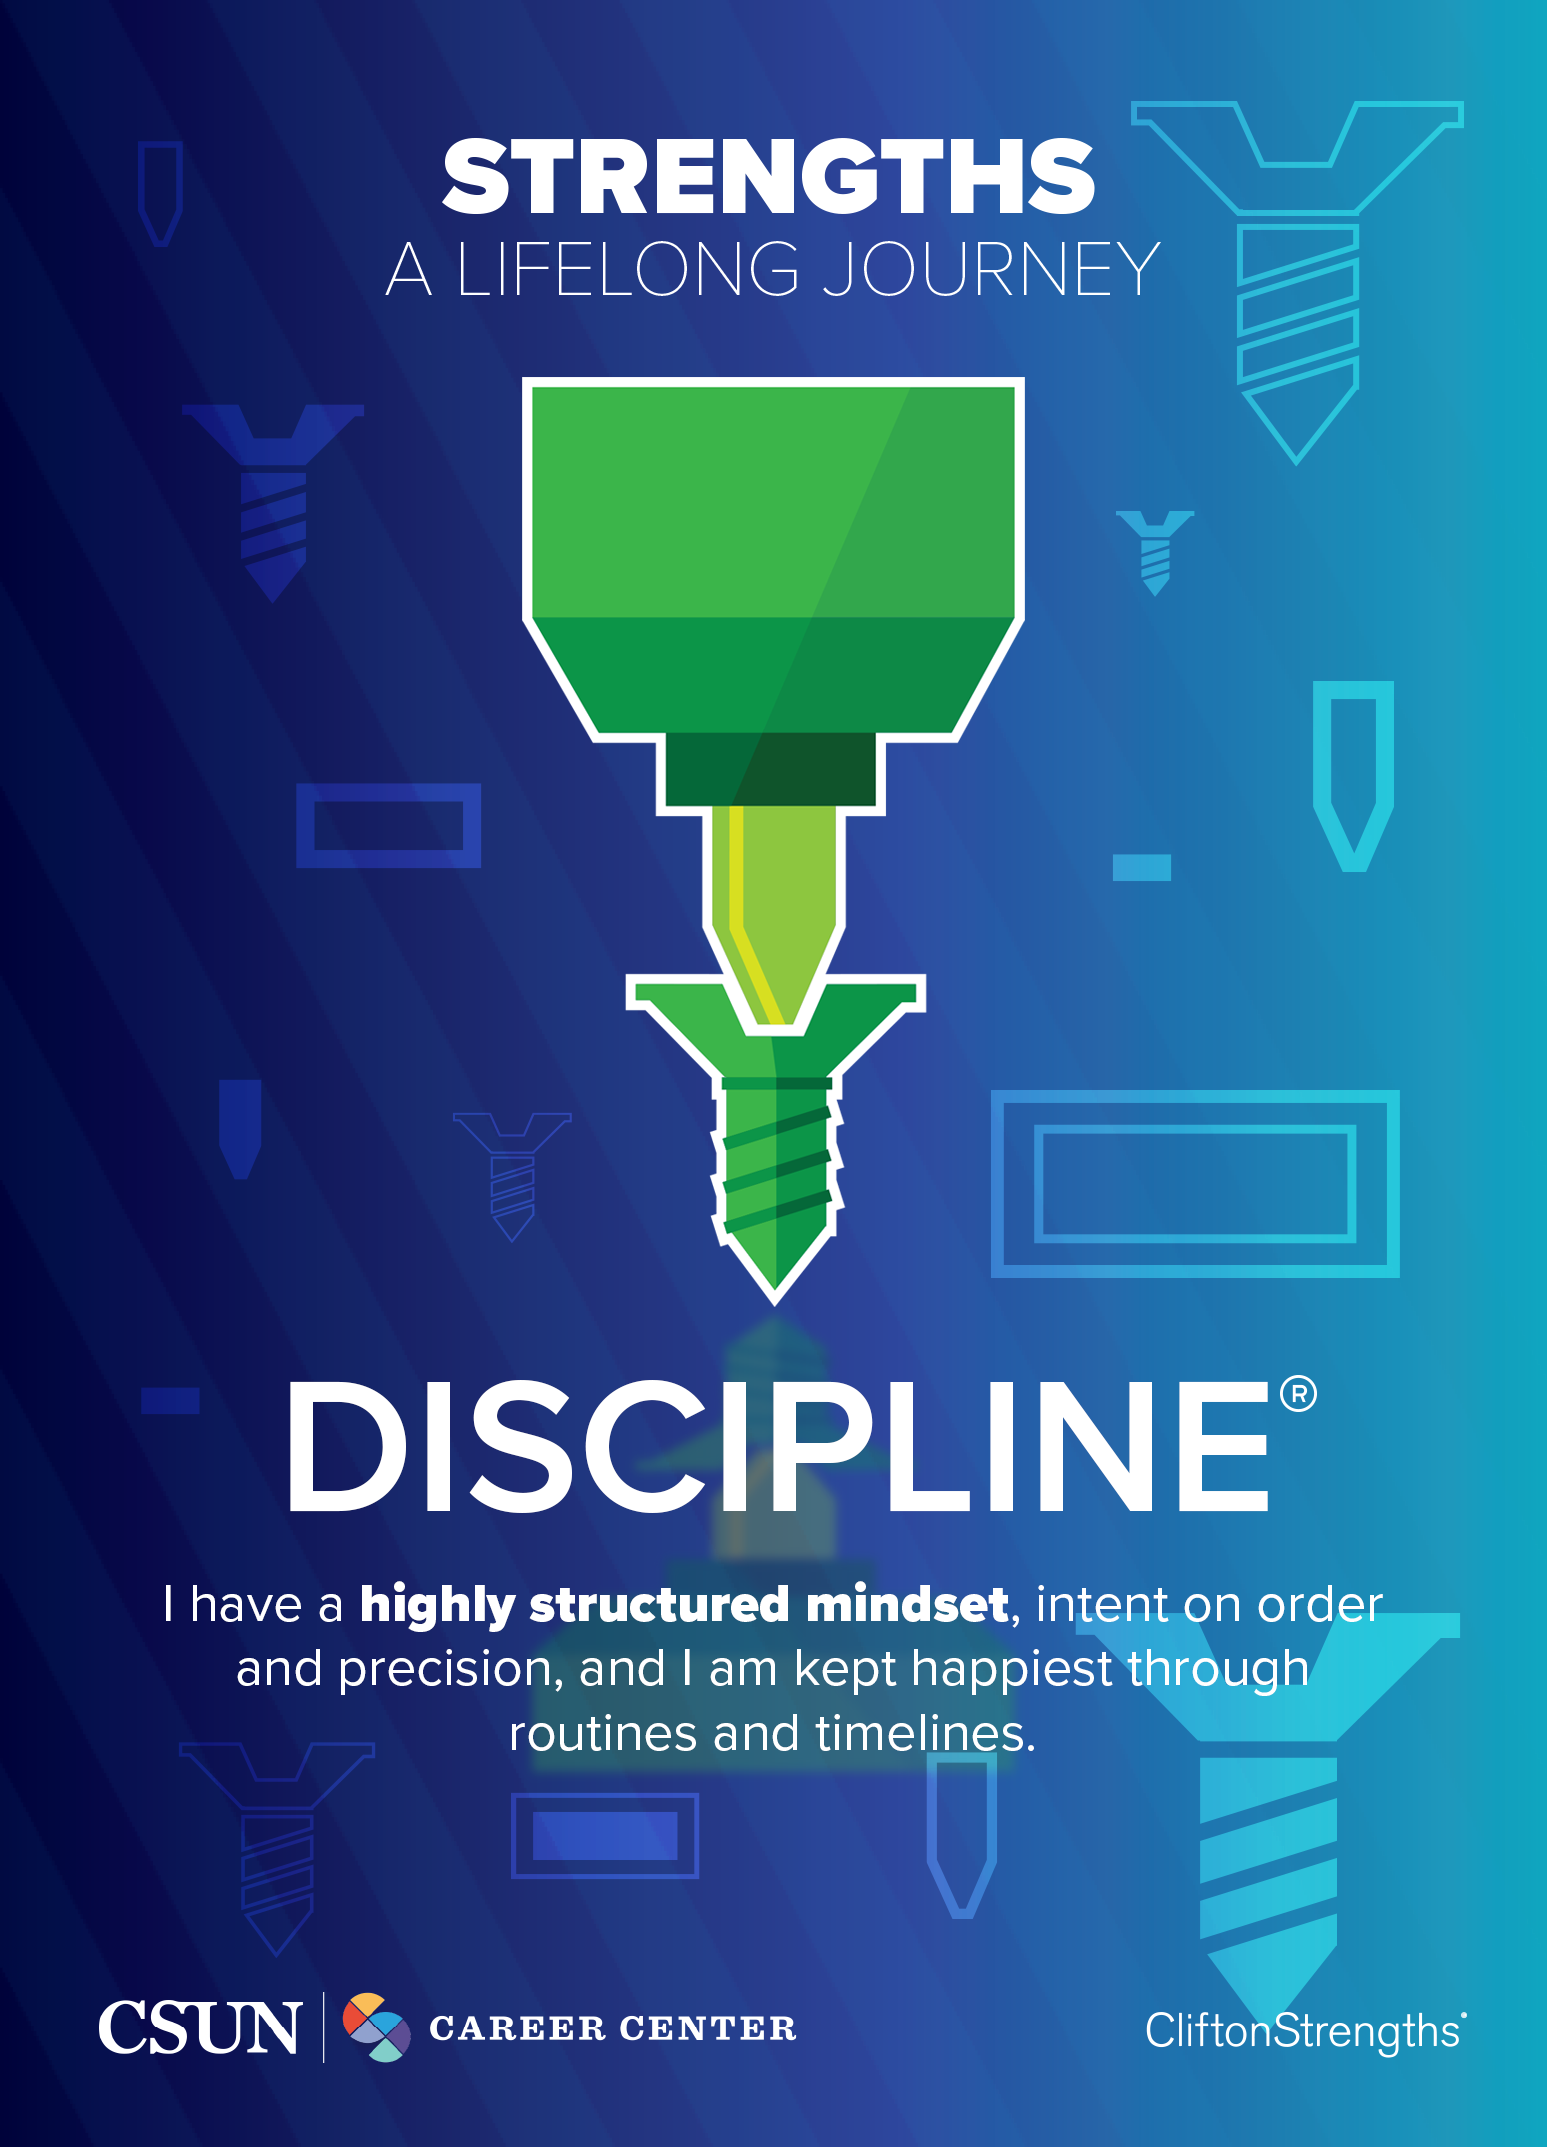 STRENGTHS
A LIFELONG JOURNEY
DISCIPLINE®
I have a highly structured mindset, intent on order
and precision, and I am kept happiest through
routines and timelines.
CSUN CAREER CENTER
CliftonStrengths®